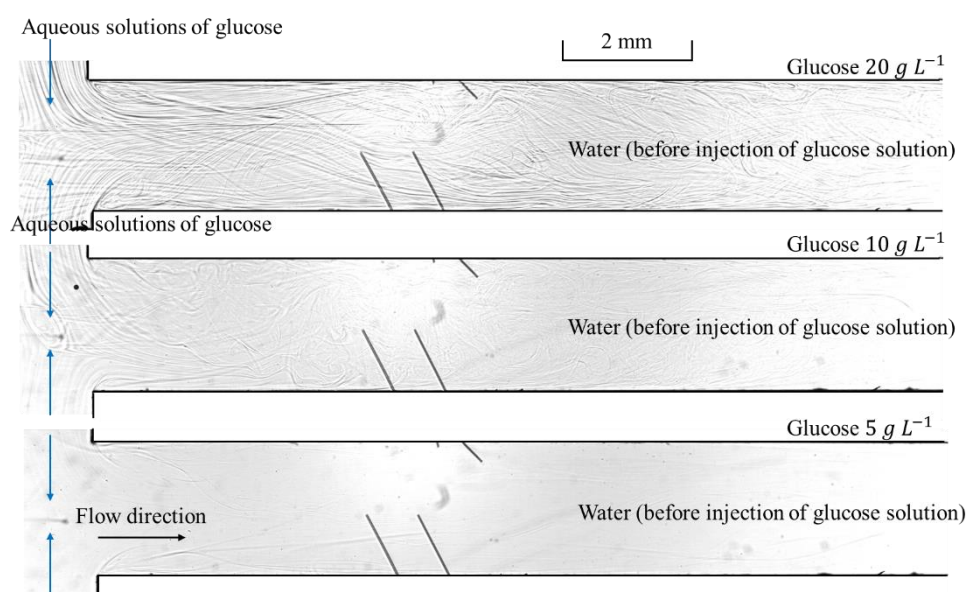 Aqueous solutions of glucose
2 mm
Glucose 20 g L⁻¹
Water (before injection of glucose solution)
Aqueous solutions of glucose
Glucose 10 g L⁻¹
Water (before injection of glucose solution)
Glucose 5 g L⁻¹
Flow direction
Water (before injection of glucose solution)